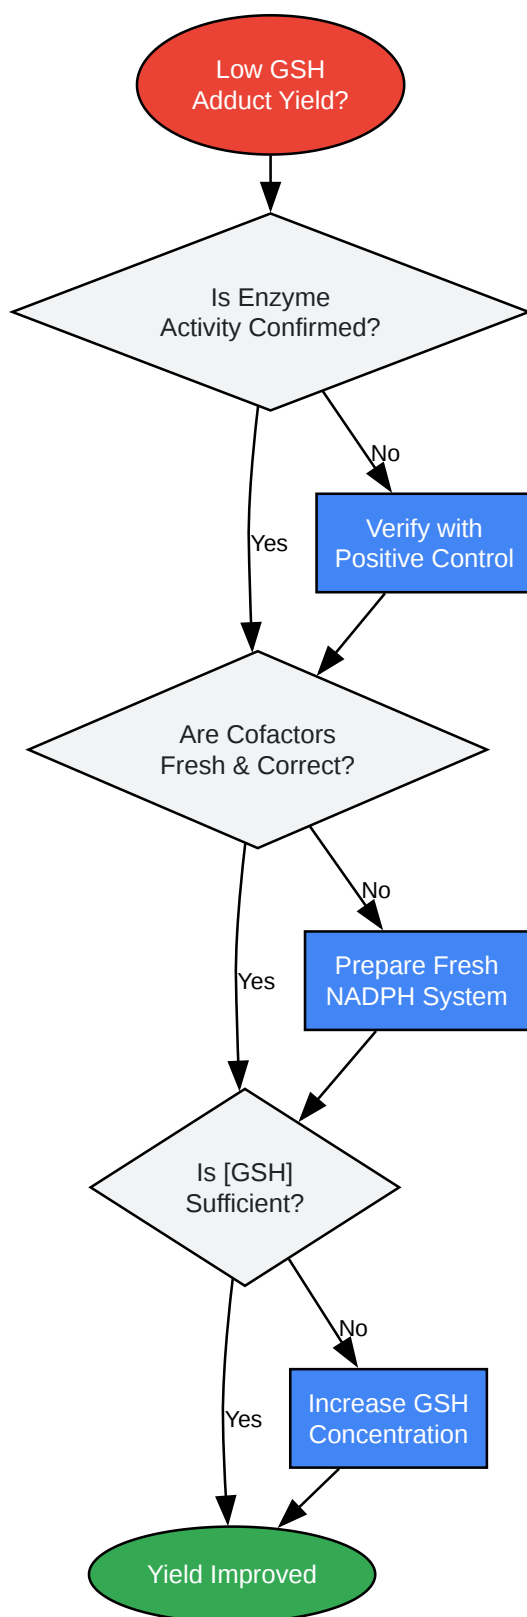 Low GSH
Adduct Yield?
Is Enzyme
Activity Confirmed?
No
Yes
Verify with
Positive Control
Are Cofactors
Fresh & Correct?
No
Yes
Prepare Fresh
NADPH System
Is [GSH]
Sufficient?
No
Yes
Increase GSH
Concentration
Yield Improved